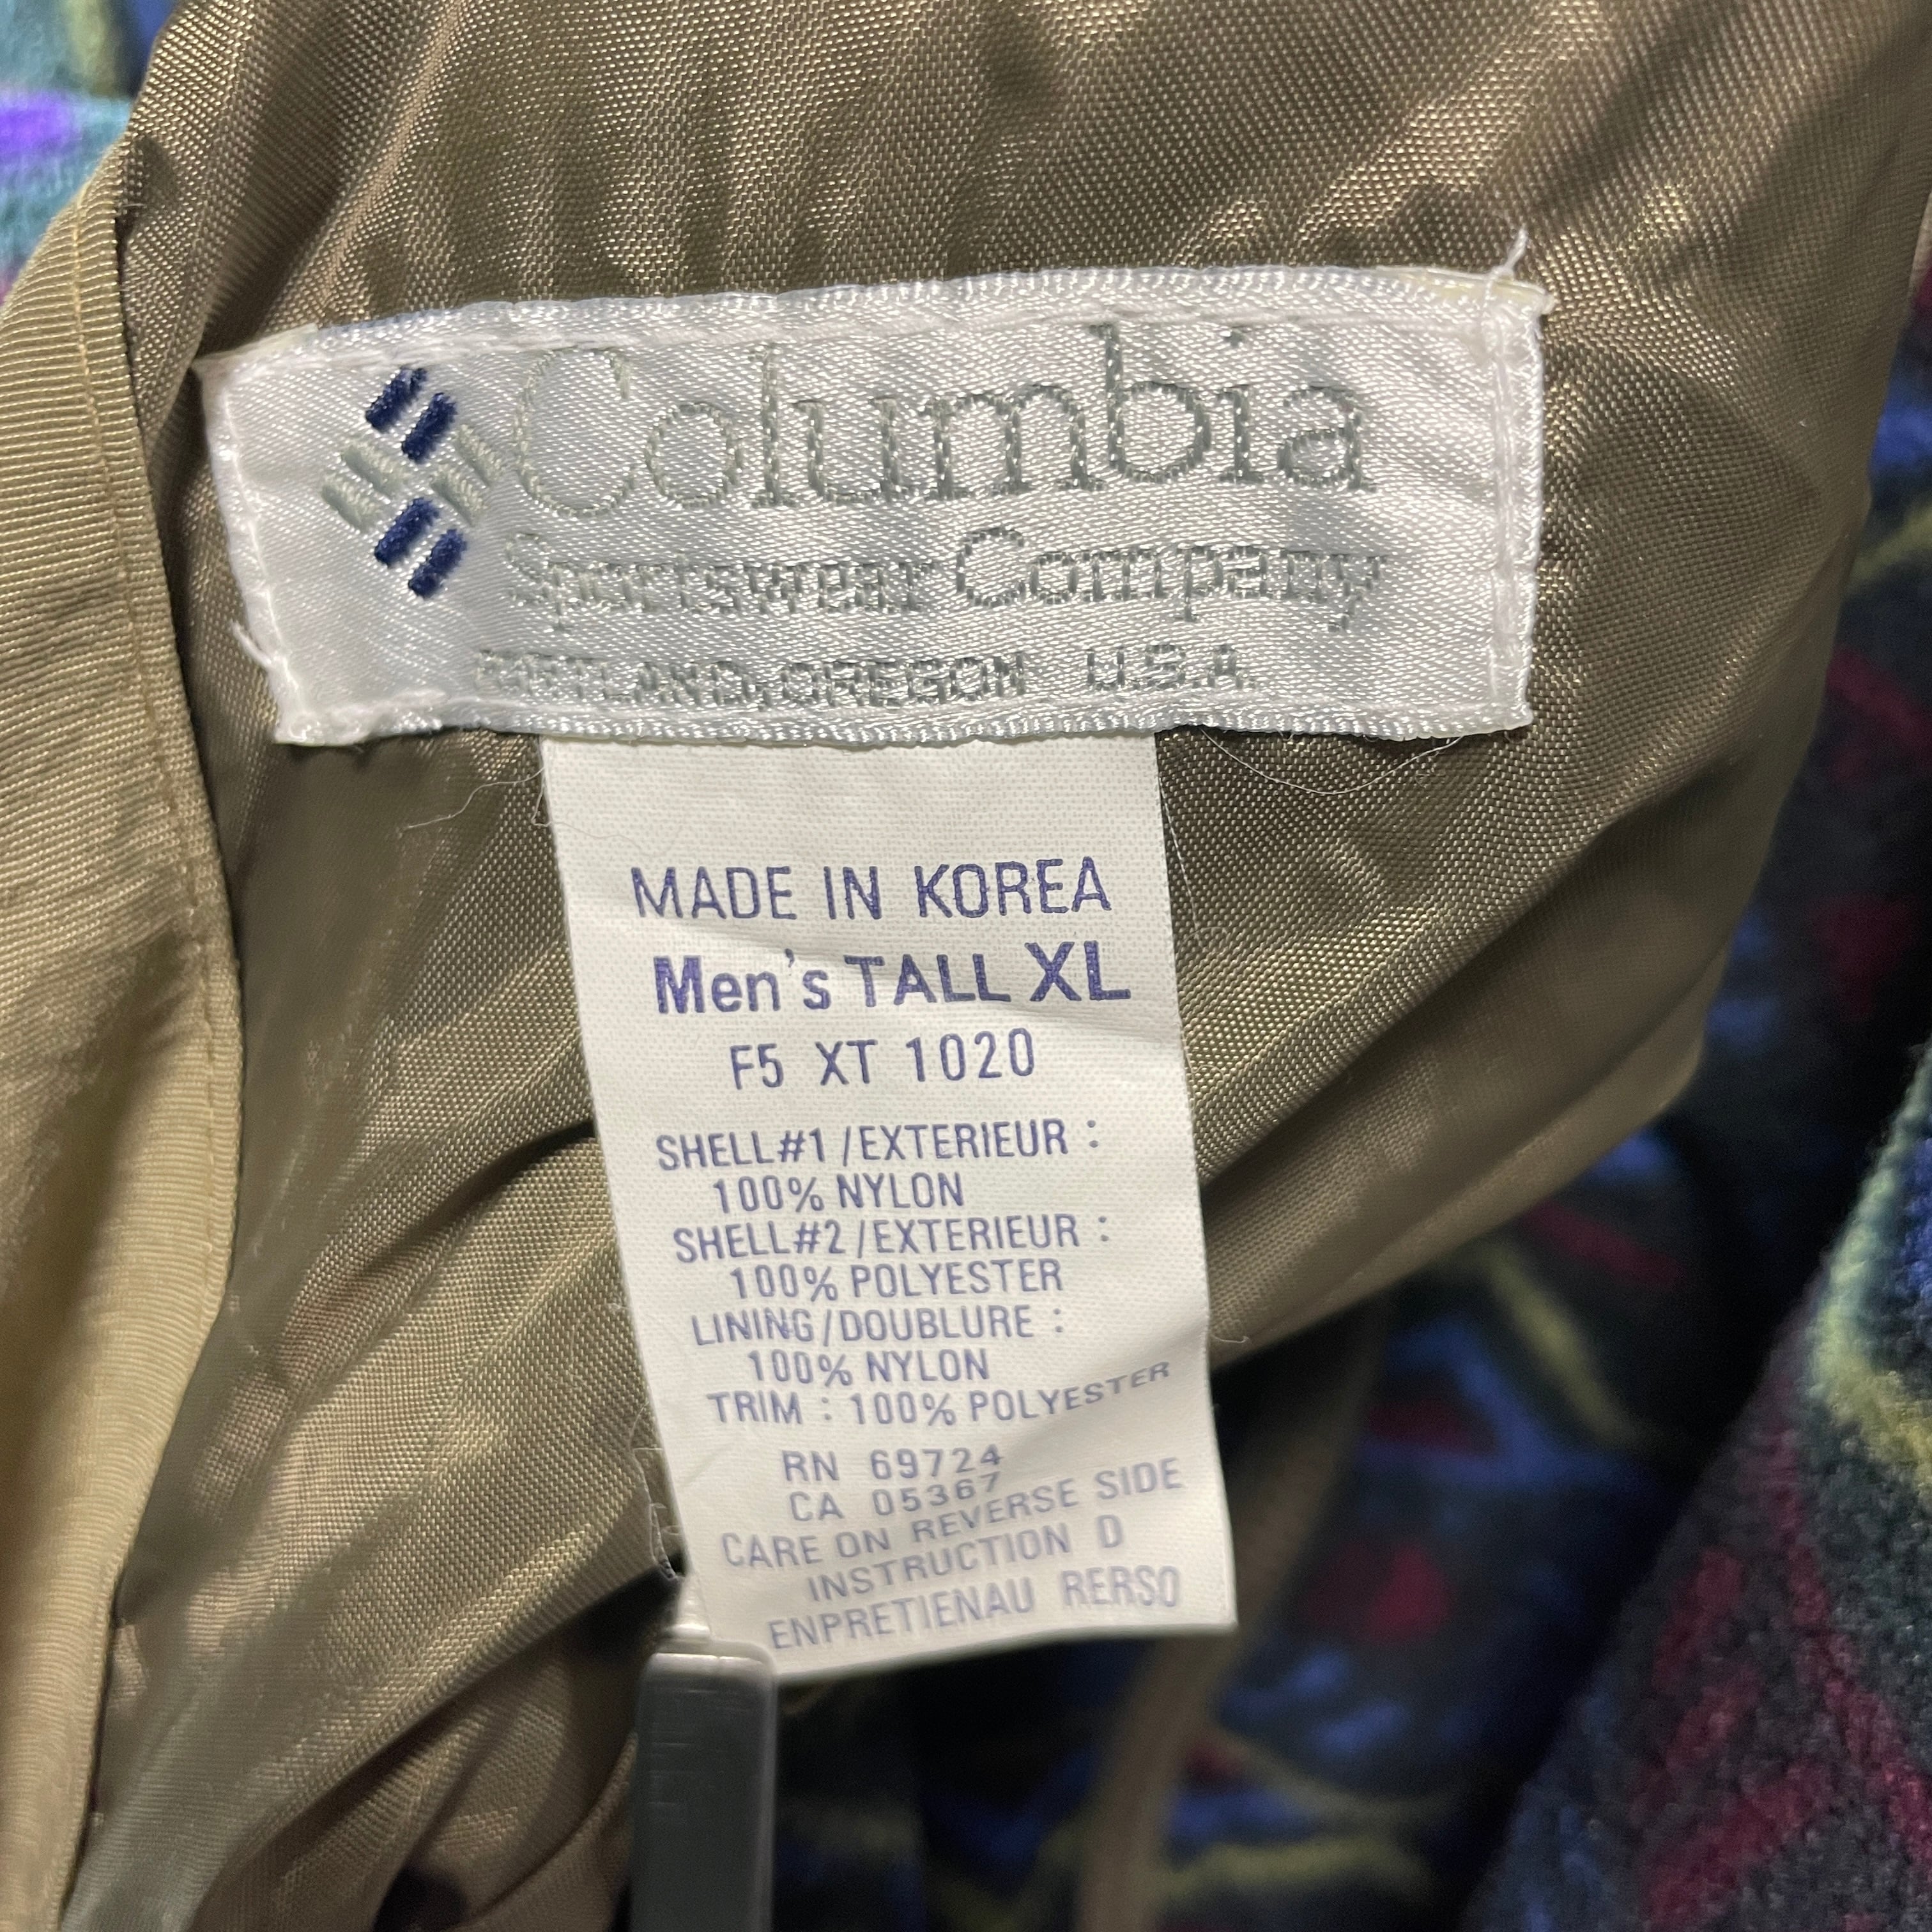 Columbia
Sportswear Company
PORTLAND, OREGON U.S.A.
MADE IN KOREA
Men's TALL XL
F5 XT 1020
SHELL#1/EXTERIEUR :
100% NYLON
SHELL#2/EXTERIEUR :
100% POLYESTER
LINING/DOUBLURE :
100% NYLON
TRIM : 100% POLYESTER
RN 69724
CA 05367
CARE ON REVERSE SIDE
INSTRUCTION D
ENPRETIENAU RERSO